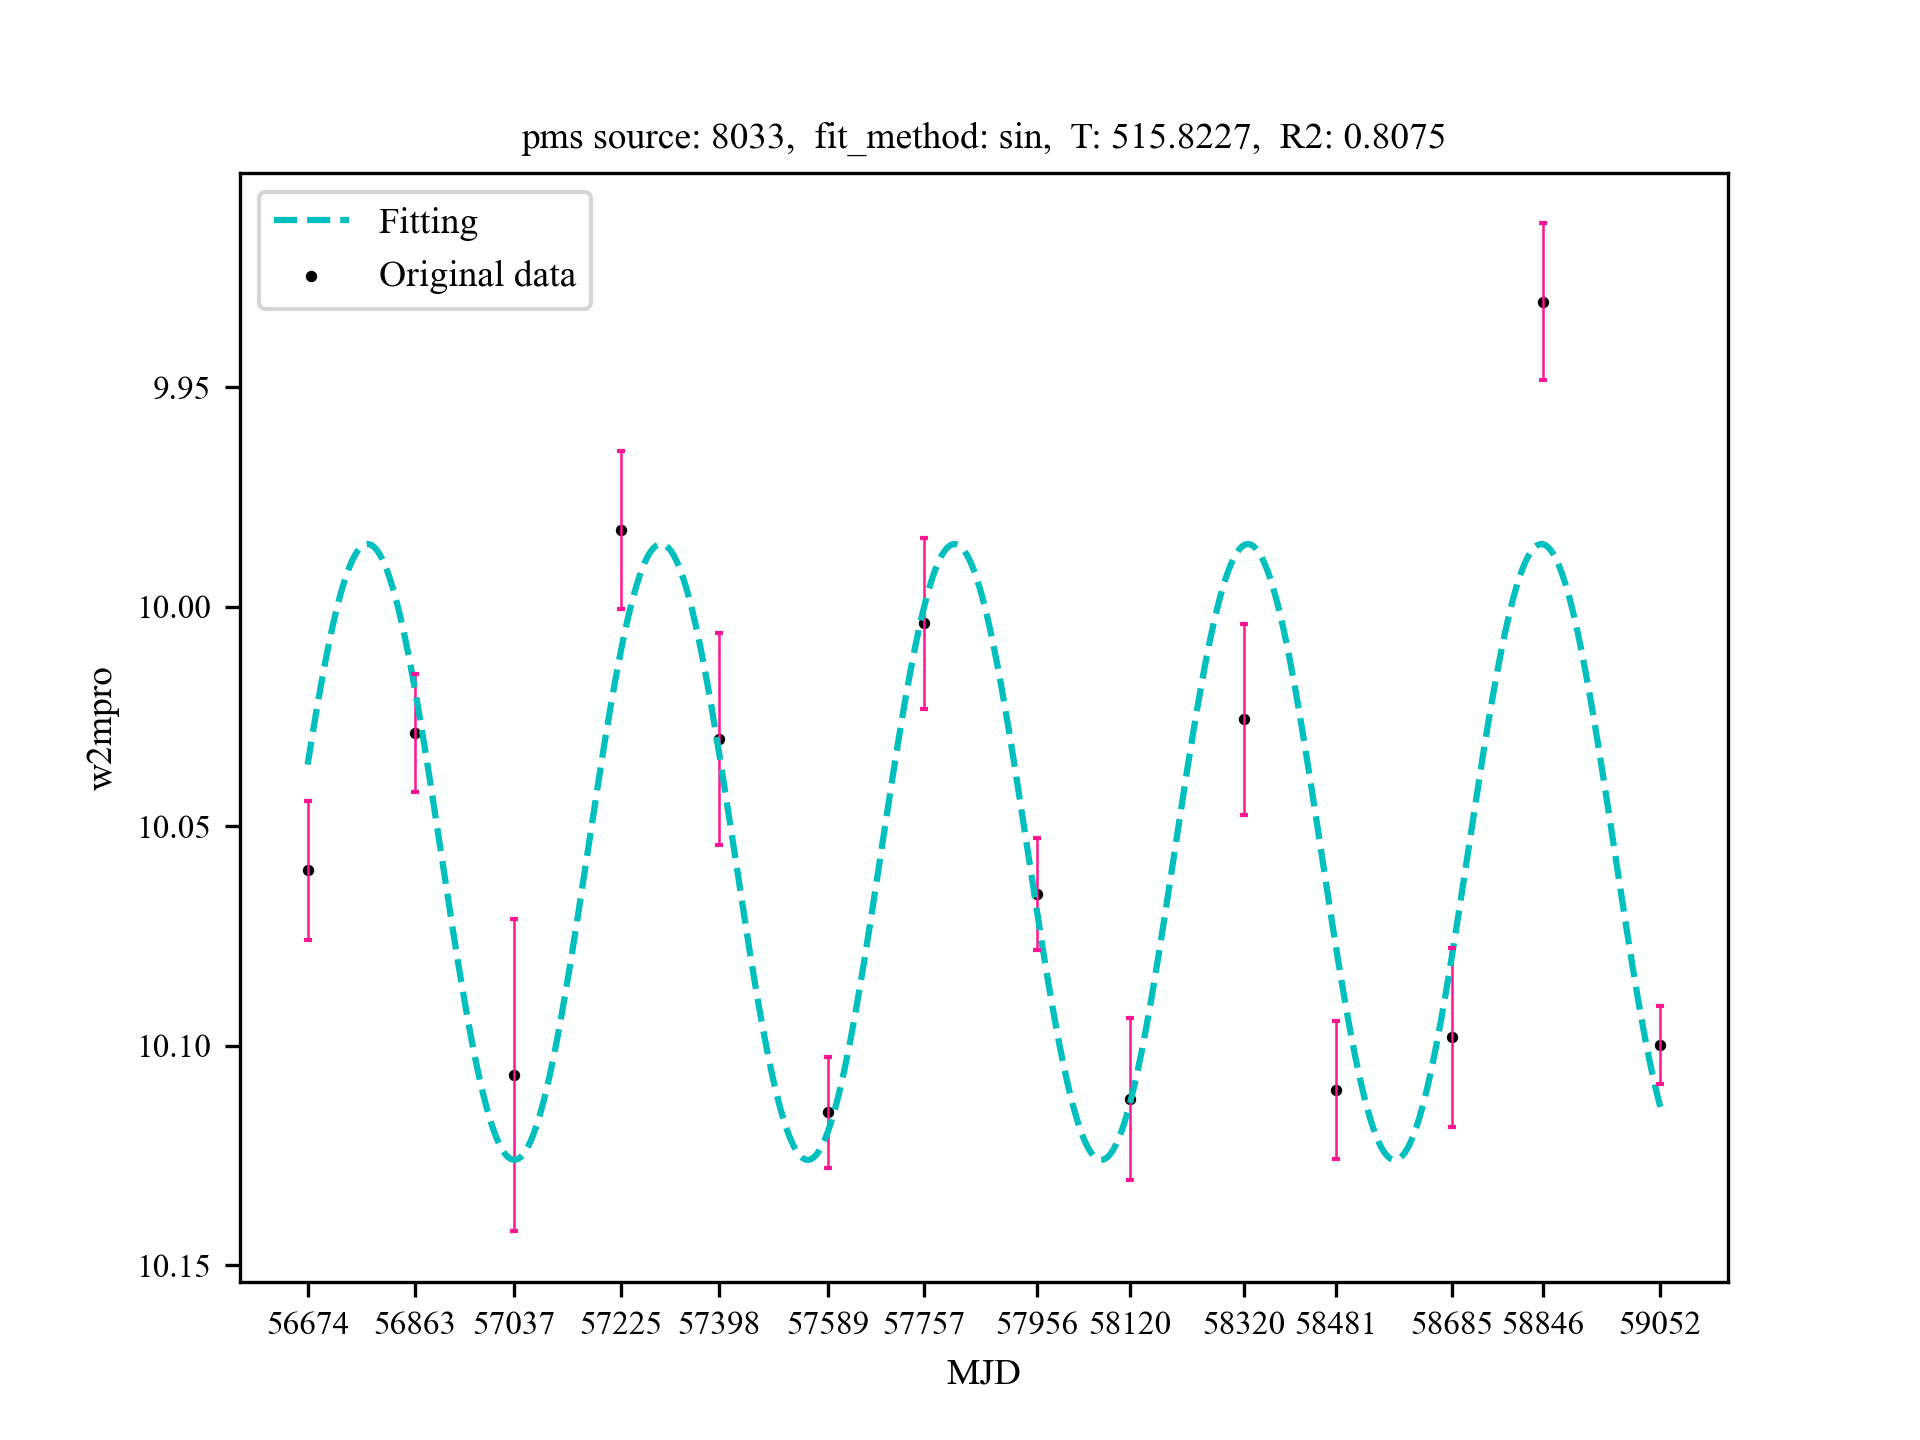 pms source: 8033,  fit_method: sin,  T: 515.8227,  R2: 0.8075
Fitting
Original data
9.95
10.00
10.05
10.10
10.15
w2mpro
56674 56863 57037 57225 57398 57589 57757 57956 58120 58320 58481 58685 58846 59052
MJD